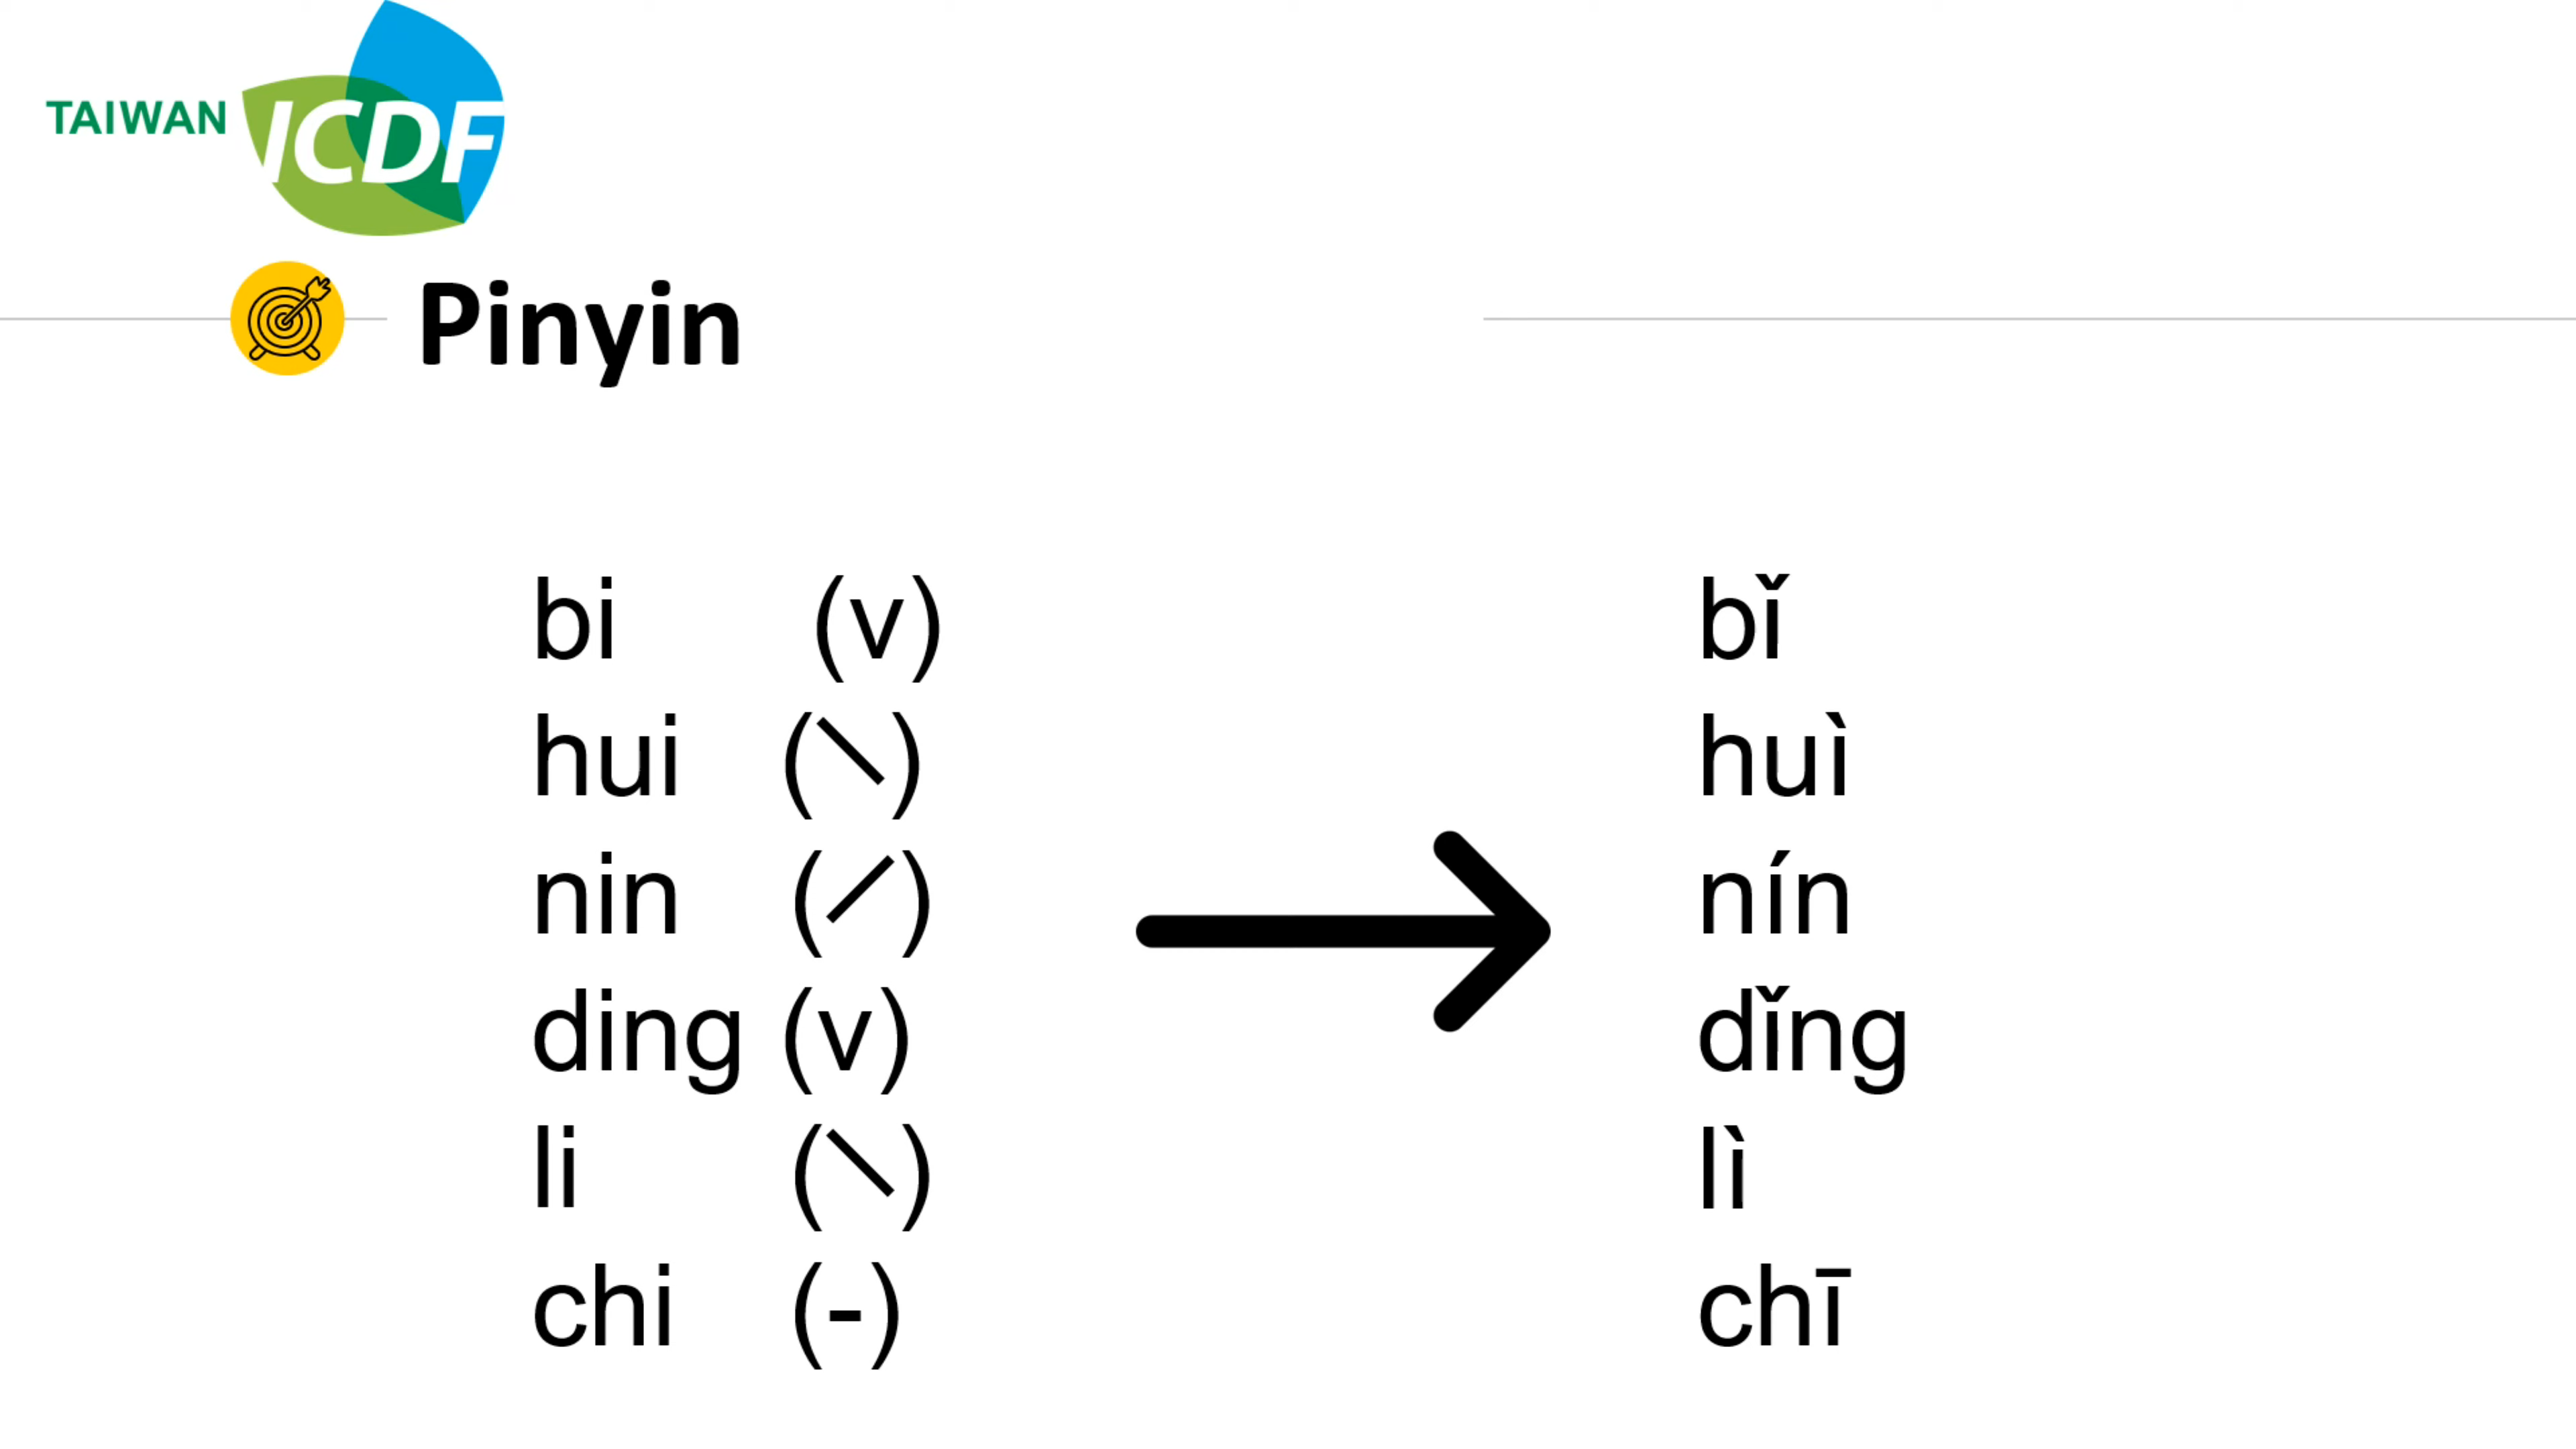 TAIWAN ICDF
Pinyin
bi (v) bǐ
hui (\) huì
nin (/) nín
ding (v) dǐng
li (\) lì
chi (-) chī